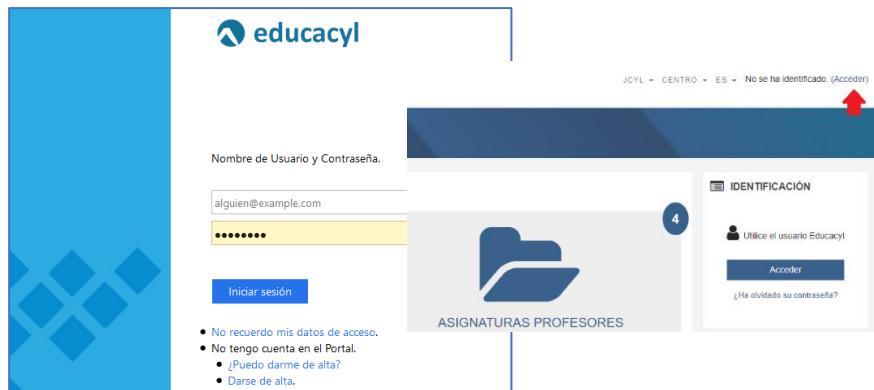 educacyl
Nombre de Usuario y Contraseña.
alguien@example.com
••••••••
Iniciar sesión
No recuerdo mis datos de acceso.
No tengo cuenta en el Portal.
¿Puedo darme de alta?
Darse de alta.
JCYL CENTRO ES No se ha identificado. (Acceder)
4
ASIGNATURAS PROFESORES
IDENTIFICACIÓN
Utilice el usuario Educacyl
Acceder
¿Ha olvidado su contraseña?